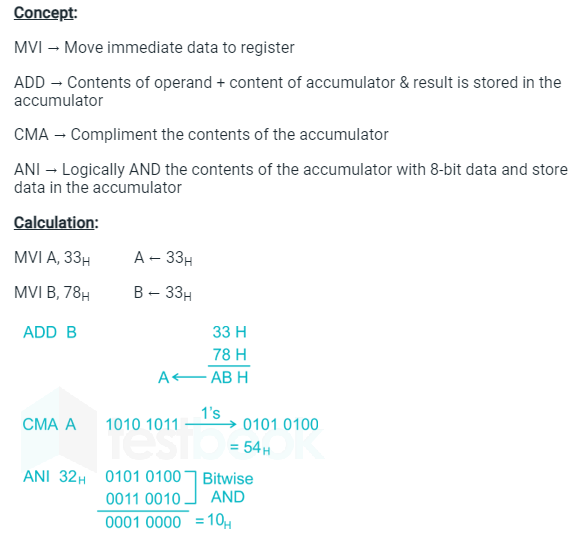 Concept:
MVI → Move immediate data to register
ADD → Contents of operand + content of accumulator & result is stored in the
accumulator
CMA → Compliment the contents of the accumulator
ANI → Logically AND the contents of the accumulator with 8-bit data and store
data in the accumulator
Calculation:
MVI A, 33H A ← 33H
MVI B, 78H B ← 33H
ADD B 33 H
78 H
A ← AB H
CMA A 1010 1011 1's → 0101 0100
= 54H
ANI 32H 0101 0100 Bitwise
0011 0010 AND
0001 0000 = 10H
testbook